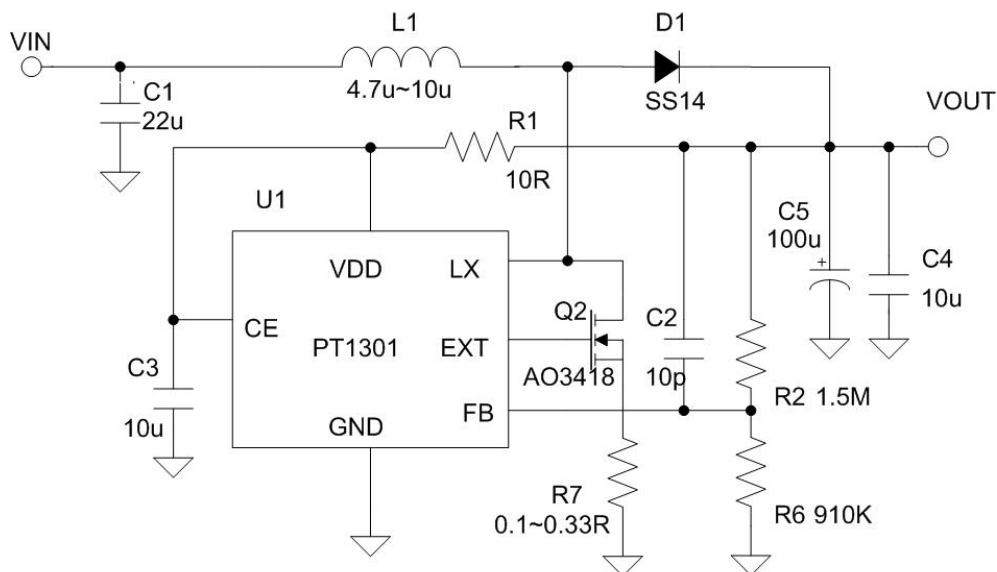 VIN
L1
4.7u~10u
D1
SS14
C1
22u
R1
10R
VOUT
U1
VDD
LX
CE
PT1301
EXT
FB
GND
Q2
AO3418
C2
10p
C5
100u
+
C4
10u
C3
10u
R2 1.5M
R7
0.1~0.33R
R6 910K